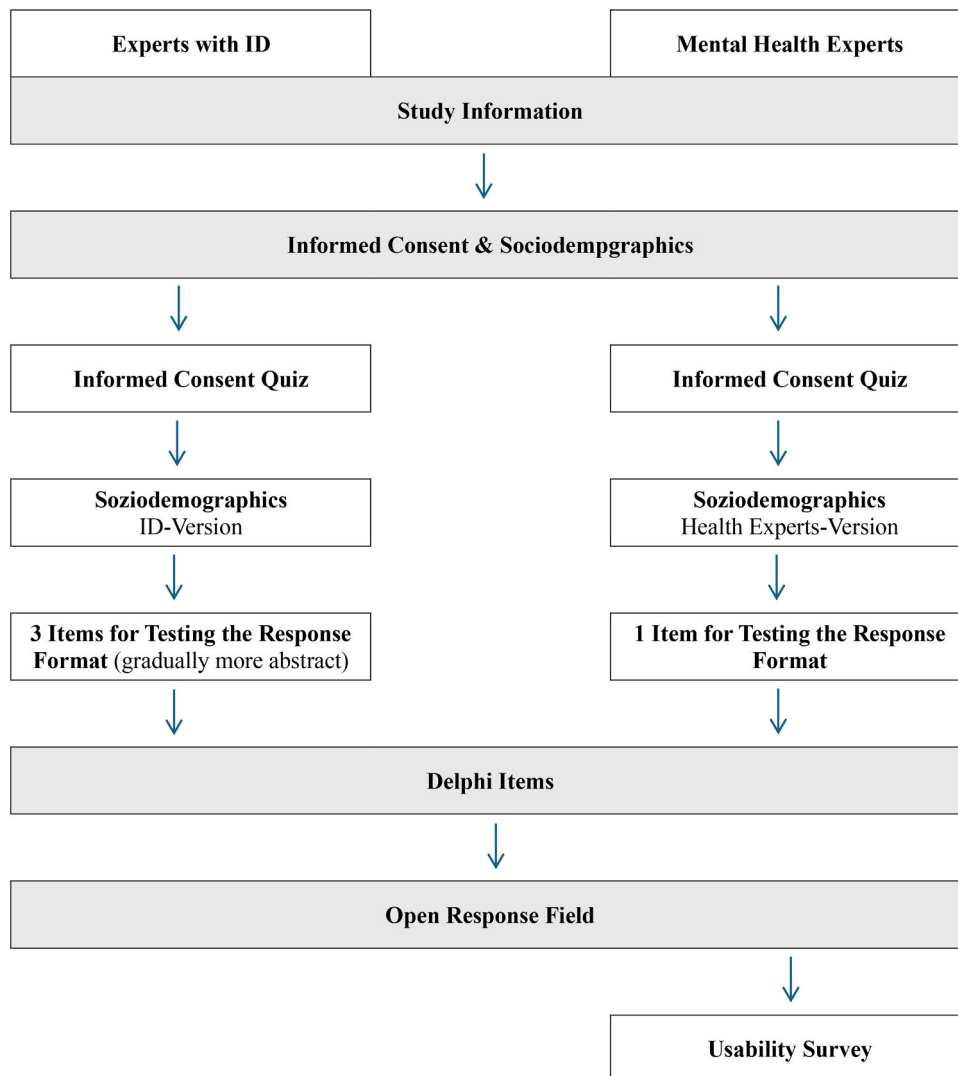 Experts with ID
Mental Health Experts
Study Information
Informed Consent & Sociodempgraphics
Informed Consent Quiz
Informed Consent Quiz
Soziodemographics
ID-Version
Soziodemographics
Health Experts-Version
3 Items for Testing the Response
Format (gradually more abstract)
1 Item for Testing the Response
Format
Delphi Items
Open Response Field
Usability Survey